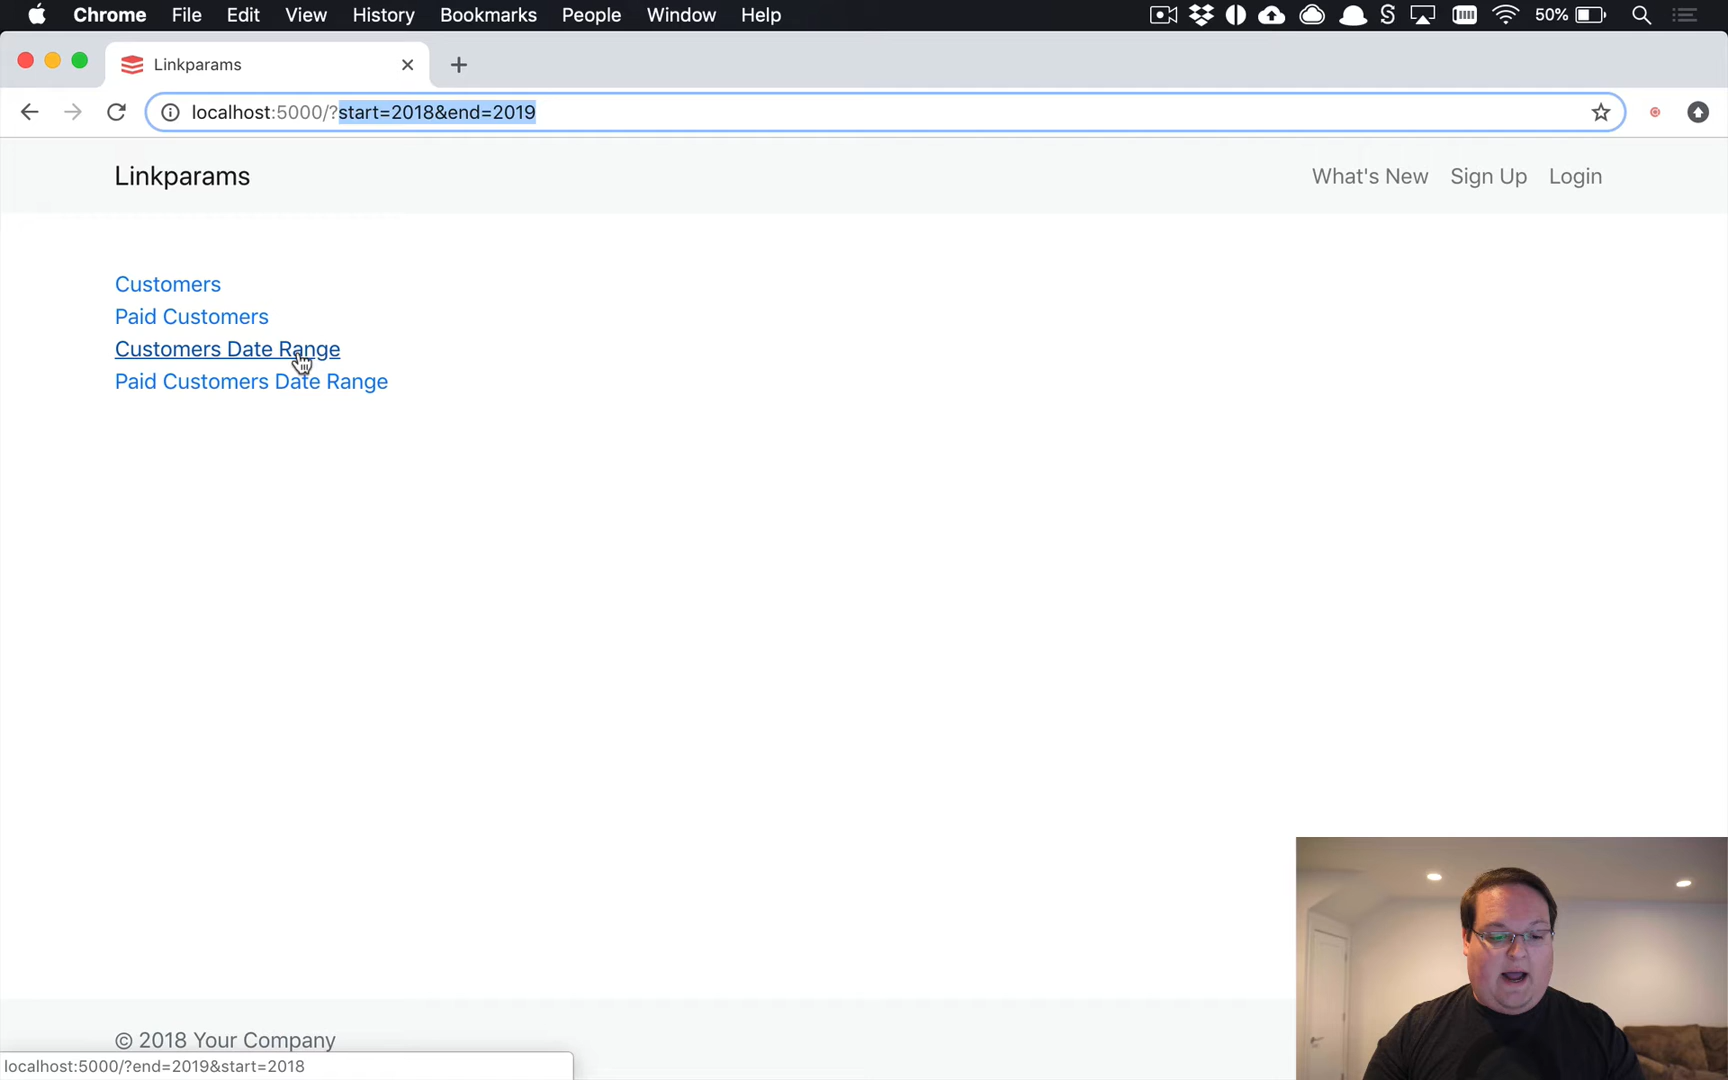 Chrome File Edit View History Bookmarks People Window Help 50%
Linkparams
localhost:5000/?start=2018&end=2019
Linkparams What's New Sign Up Login
Customers
Paid Customers
Customers Date Range
Paid Customers Date Range
© 2018 Your Company
localhost:5000/?end=2019&start=2018